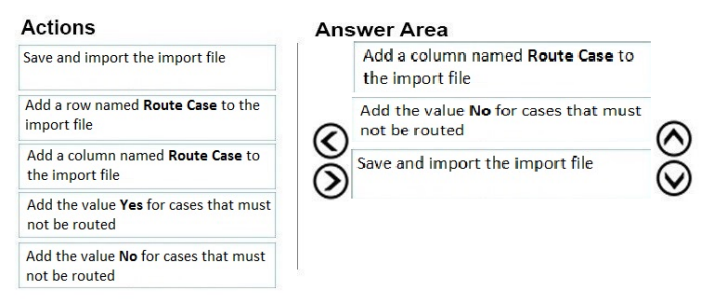 Actions
Save and import the import file
Add a row named Route Case to the
import file
Add a column named Route Case to
the import file
Add the value Yes for cases that must
not be routed
Add the value No for cases that must
not be routed
Answer Area
Add a column named Route Case to
the import file
Add the value No for cases that must
not be routed
Save and import the import file